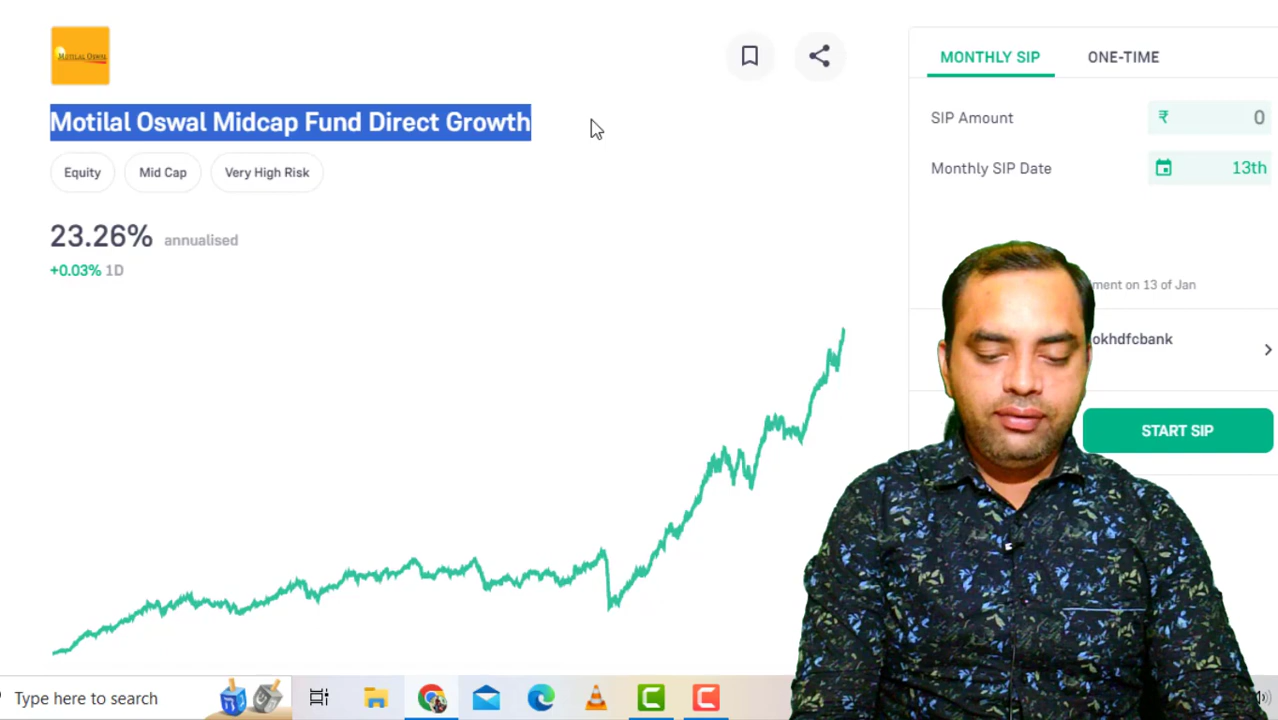 MOTILAL OSWAL
Motilal Oswal Midcap Fund Direct Growth
Equity
Mid Cap
Very High Risk
23.26% annualised
+0.03% 1D
MONTHLY SIP
ONE-TIME
SIP Amount
₹ 0
Monthly SIP Date
13th
ment on 13 of Jan
okhdfcbank
START SIP
Type here to search